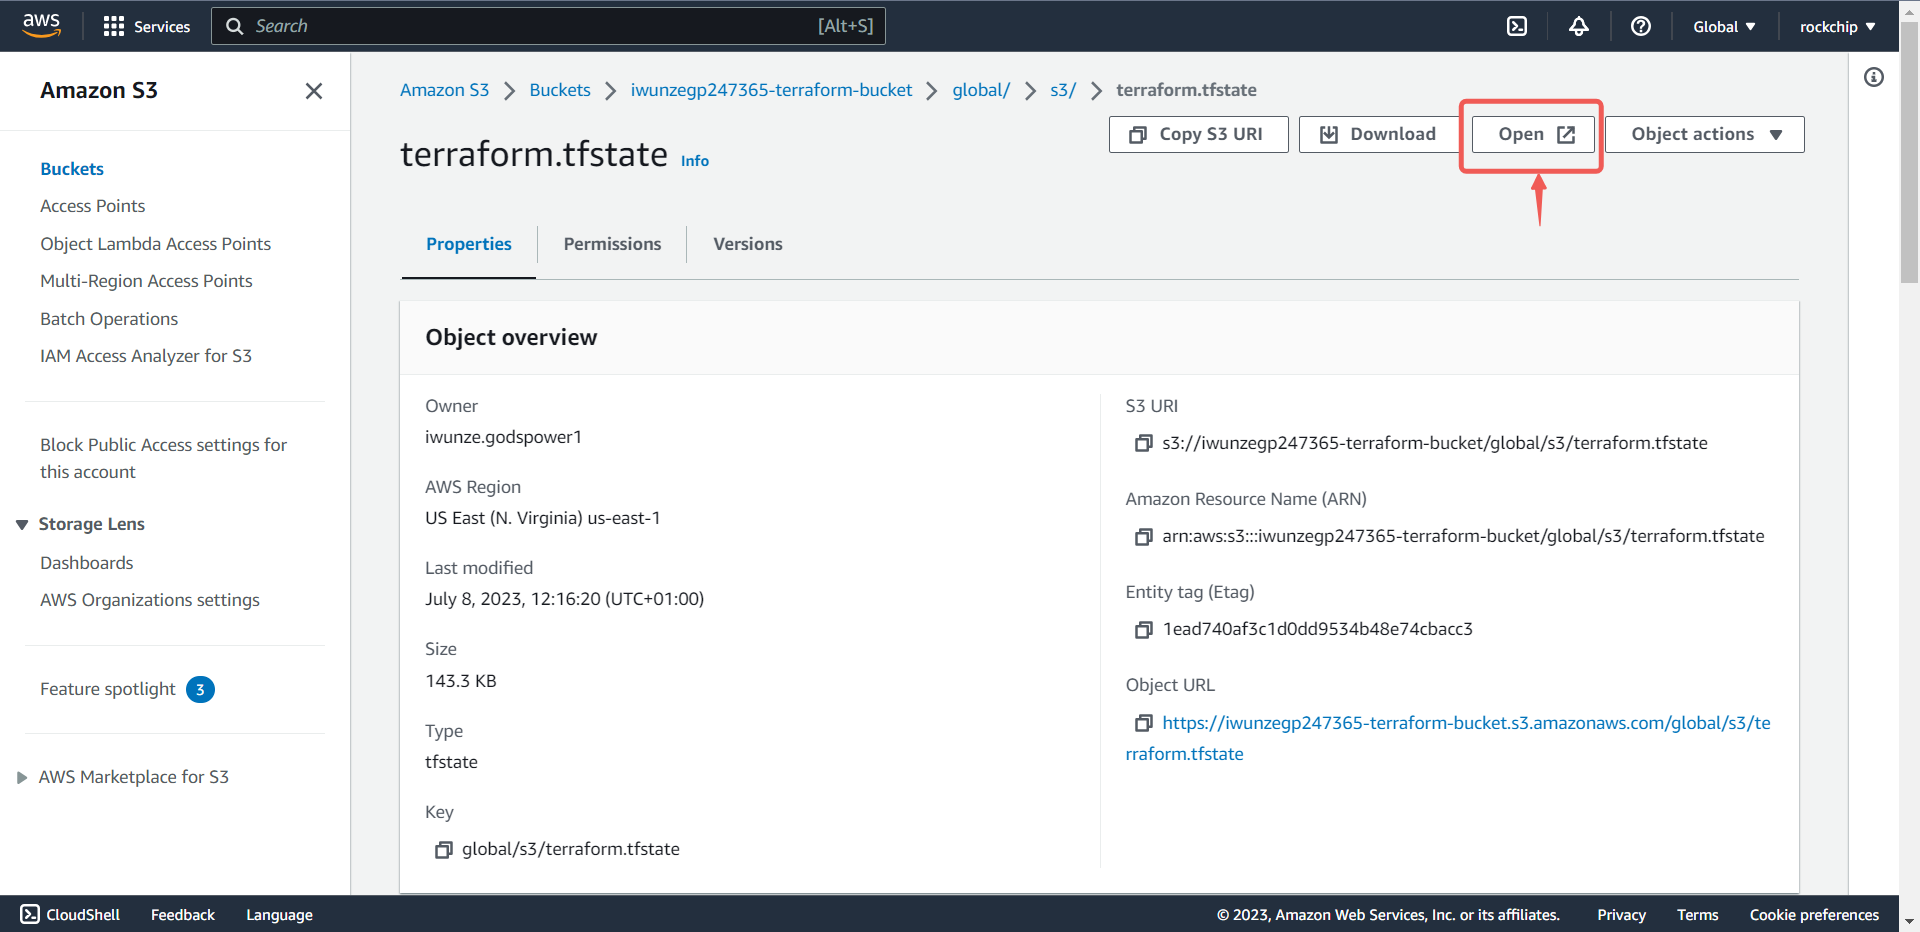 aws
Services
Search
[Alt+S]
Global
rockchip
Amazon S3
Buckets
Access Points
Object Lambda Access Points
Multi-Region Access Points
Batch Operations
IAM Access Analyzer for S3
Block Public Access settings for
this account
Storage Lens
Dashboards
AWS Organizations settings
Feature spotlight 3
AWS Marketplace for S3
Amazon S3 > Buckets > iwunzegp247365-terraform-bucket > global/ > s3/ > terraform.tfstate
terraform.tfstate Info
Copy S3 URI
Download
Open
Object actions
Properties
Permissions
Versions
Object overview
Owner
iwunze.godspower1
AWS Region
US East (N. Virginia) us-east-1
Last modified
July 8, 2023, 12:16:20 (UTC+01:00)
Size
143.3 KB
Type
tfstate
Key
global/s3/terraform.tfstate
S3 URI
s3://iwunzegp247365-terraform-bucket/global/s3/terraform.tfstate
Amazon Resource Name (ARN)
arn:aws:s3:::iwunzegp247365-terraform-bucket/global/s3/terraform.tfstate
Entity tag (Etag)
1ead740af3c1d0dd9534b48e74cbacc3
Object URL
https://iwunzegp247365-terraform-bucket.s3.amazonaws.com/global/s3/te
rraform.tfstate
CloudShell
Feedback
Language
© 2023, Amazon Web Services, Inc. or its affiliates.
Privacy
Terms
Cookie preferences